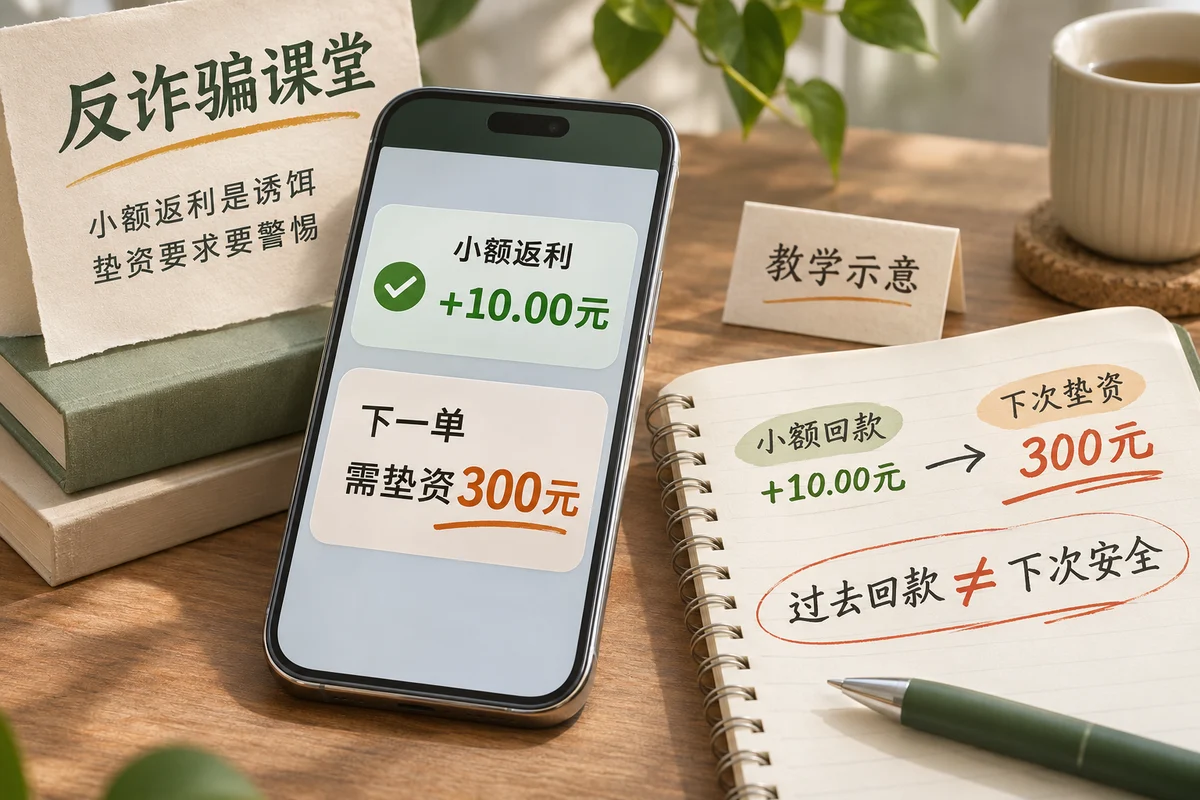 反诈骗课堂
小额返利是诱饵
垫资要求要警惕
小额返利
+10.00元
下一单
需垫资300元
教学示意
小额回款
+10.00元
→
下次垫资
300元
过去回款≠下次安全